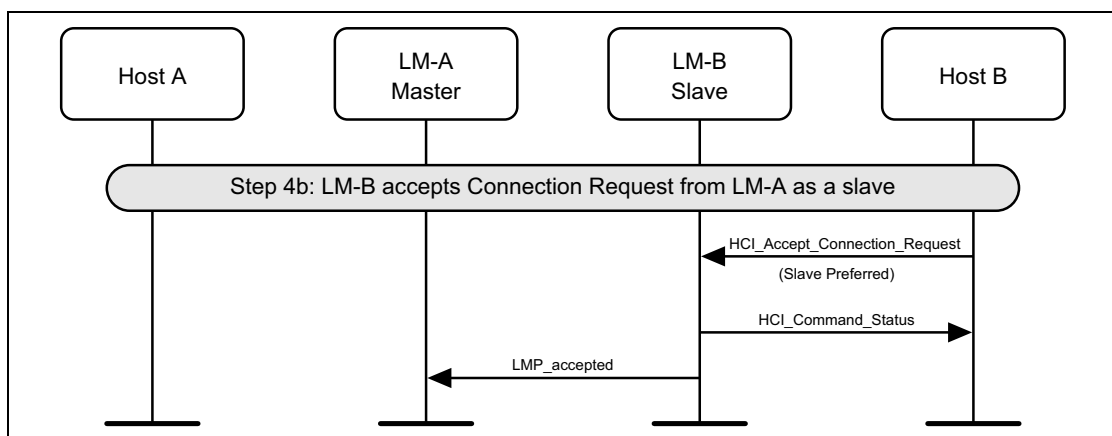 Host A
LM-A
Master
LM-B
Slave
Host B
Step 4b: LM-B accepts Connection Request from LM-A as a slave
HCI_Accept_Connection_Request
(Slave Preferred)
HCI_Command_Status
LMP_accepted